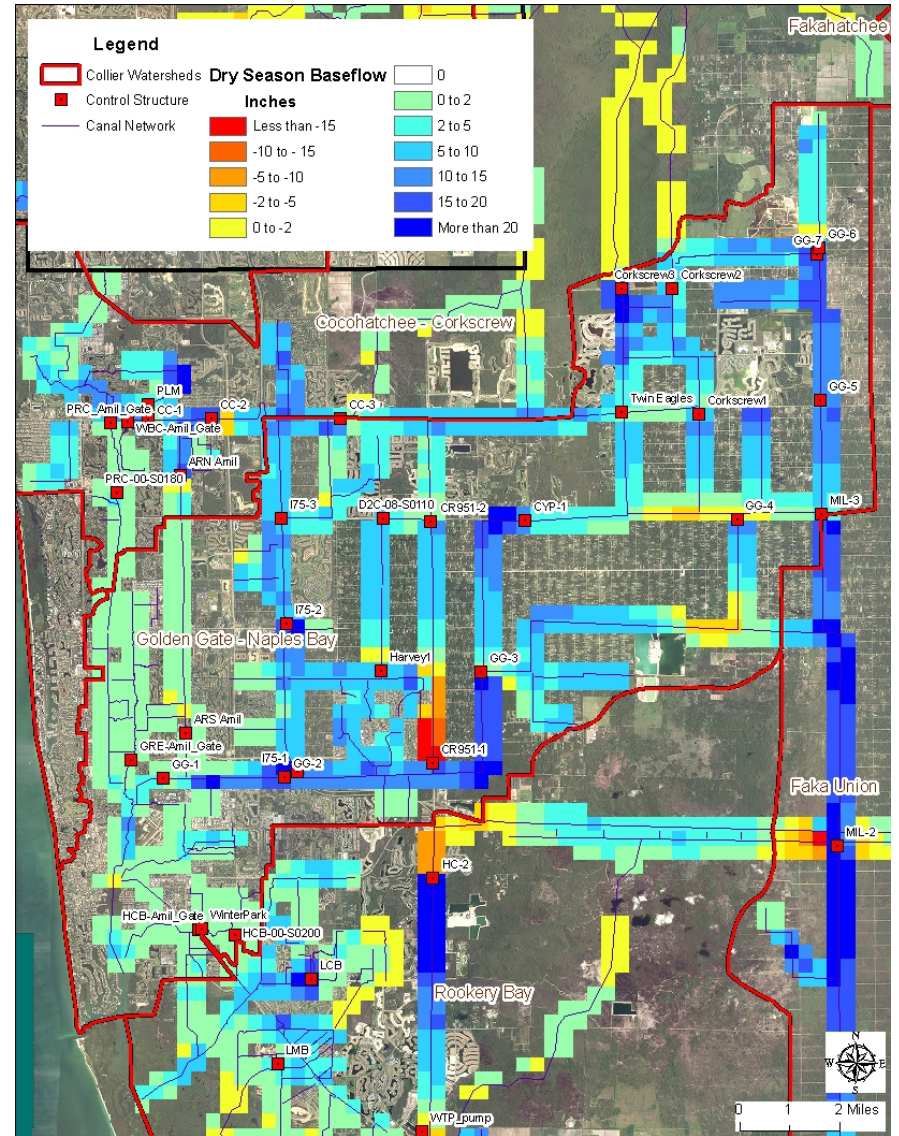 Fakahatchee
Legend
Collier Watersheds
Control Structure
Canal Network
Dry Season Baseflow
Inches
Less than -15
-10 to - 15
-5 to -10
-2 to -5
0 to -2
0
0 to 2
2 to 5
5 to 10
10 to 15
15 to 20
More than 20
GG-6
GG-7
Corkscrew3
Corkscrew2
Cocohatchee - Corkscrew
PLM
GG-5
PRC_Amil_Gate
CC-1
CC-2
CC-3
Twin Eagles
Corkscrew1
WBC-Amil_Gate
ARN Amil
PRC-00-S0180
I75-3
D2C-08-S0110
CR951-2
CYP-1
GG-4
MIL-3
I75-2
Golden Gate - Naples Bay
Harvey1
GG-3
ARS Amil
GRE-Amil_Gate
CR951-1
GG-1
I75-1
GG-2
Faka Union
MIL-2
HC-2
HCB-Amil_Gate
WinterPark
HCB-00-S0200
LCB
Rookery Bay
LMB
N
W
E
S
0 1 2 Miles
WTP_pump